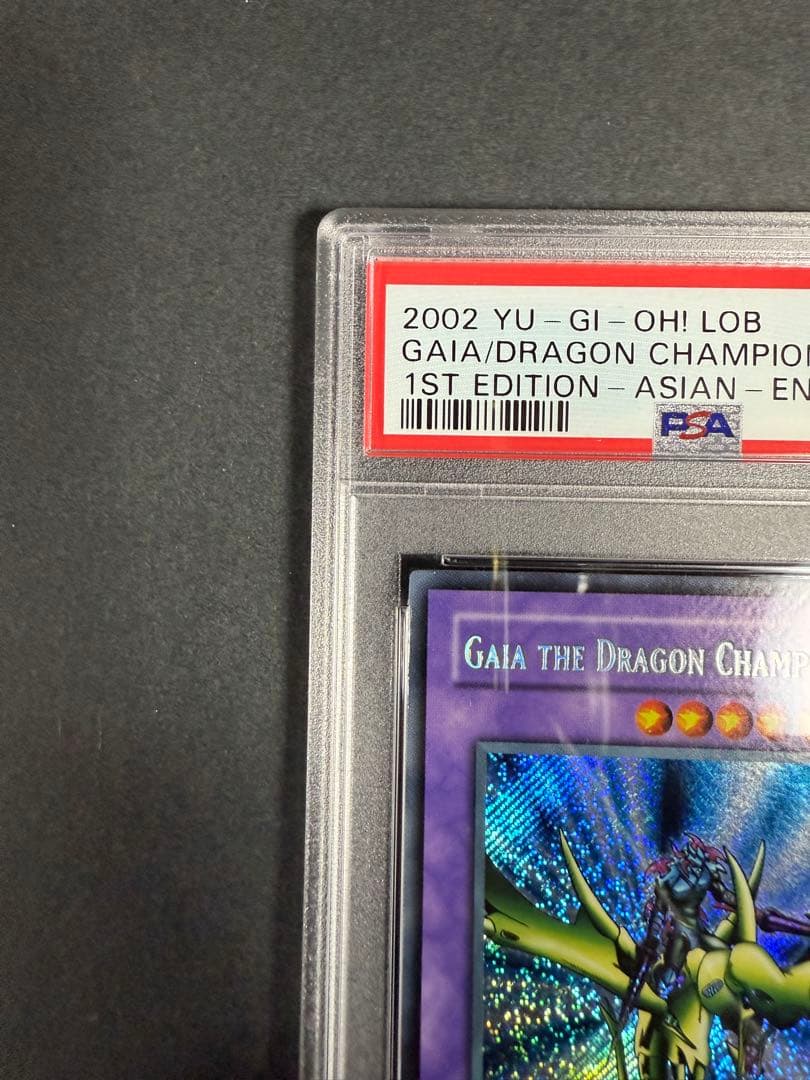 2002 YU-GI-OH! LOB
GAIA/DRAGON CHAMPION
1ST EDITION-ASIAN-EN
PSA
GAIA THE DRAGON CHAMP